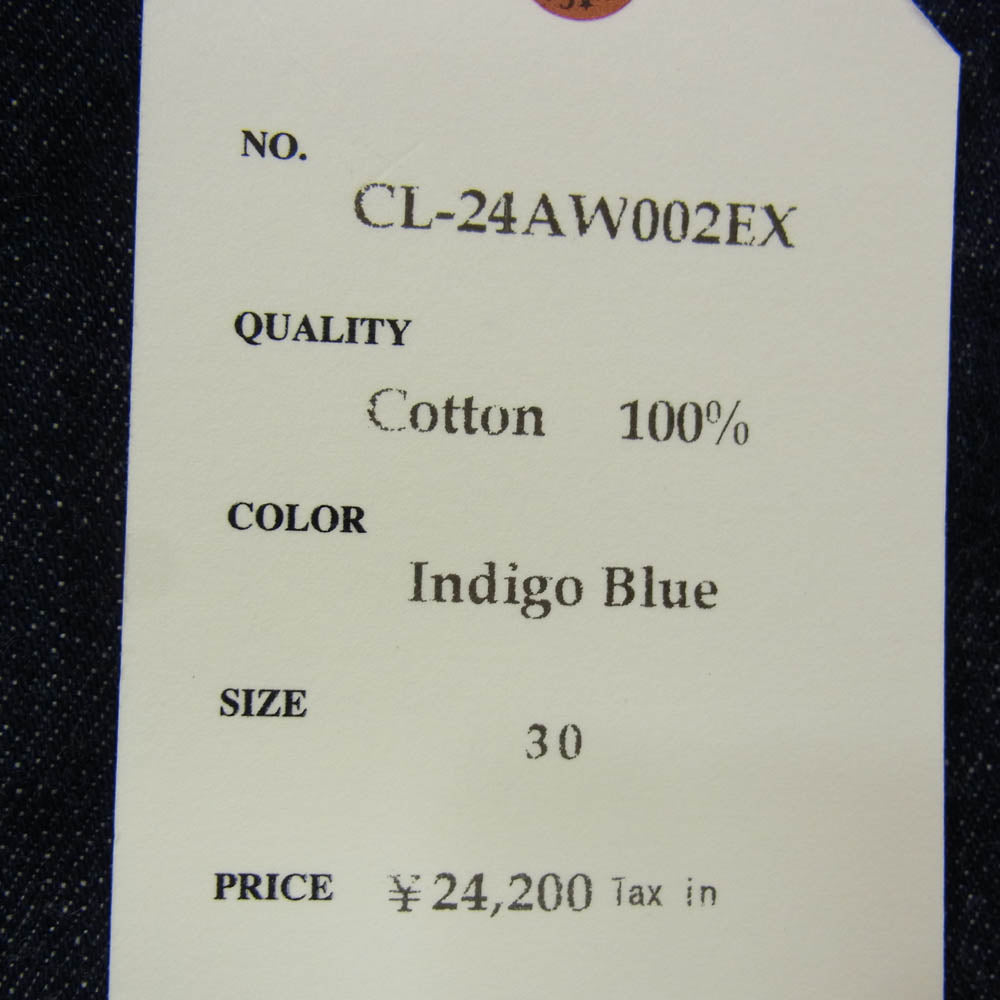 NO.
CL-24AW002EX
QUALITY
Cotton 100%
COLOR
Indigo Blue
SIZE
30
PRICE ¥24,200 Tax in